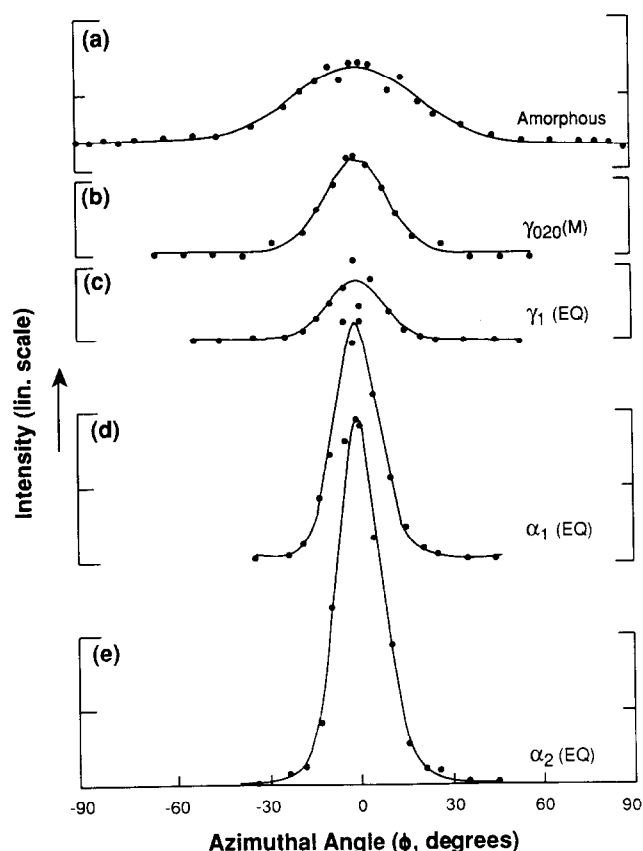 (a)
Amorphous
(b)
γ020(M)
(c)
γ1 (EQ)
Intensity (lin. scale)
(d)
α1 (EQ)
(e)
α2 (EQ)
-90 -60 -30 0 30 60 90
Azimuthal Angle (ϕ, degrees)